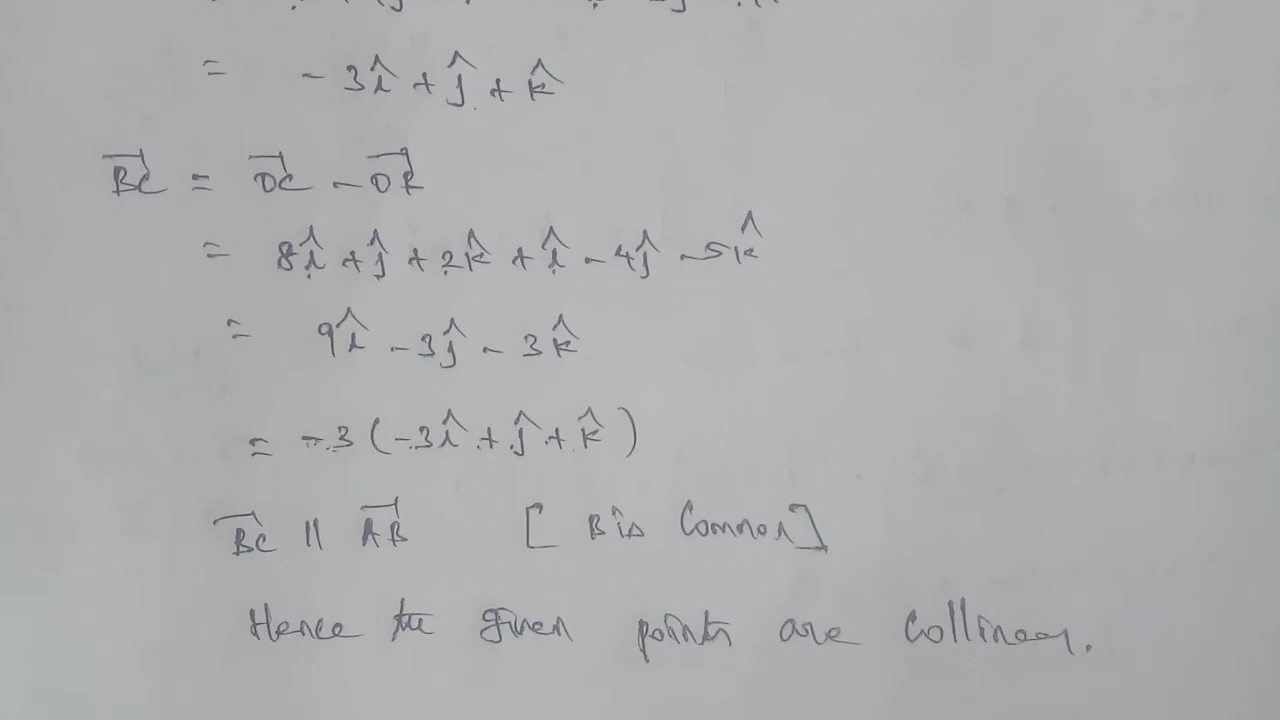 = - 3î + ĵ + k̂
BC→ = OC→ - OB→
= 8î + ĵ + 2k̂ + î - 4ĵ - 5k̂
= 9î - 3ĵ - 3k̂
= -3 (-3î + ĵ + k̂)
BC→ || AB→ [ B is Common]
Hence the given points are Collinear.